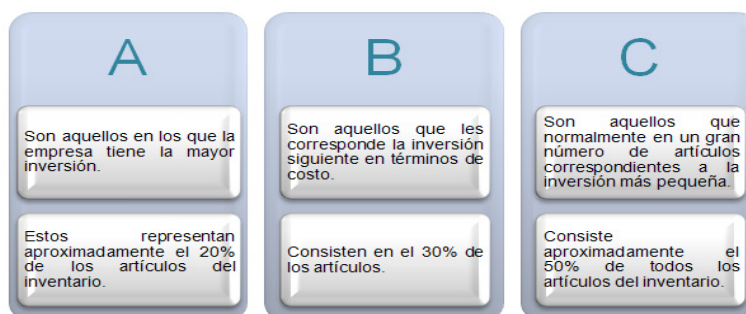 A
Son aquellos en los que la
empresa tiene la mayor
inversión.
Estos representan
aproximadamente el 20%
de los artículos del
inventario.
B
Son aquellos que les
corresponde la inversión
siguiente en términos de
costo.
Consisten en el 30% de
los artículos.
C
Son aquellos que
normalmente en un gran
número de artículos
correspondientes a la
inversión más pequeña.
Consiste
aproximadamente el
50% de todos los
artículos del inventario.